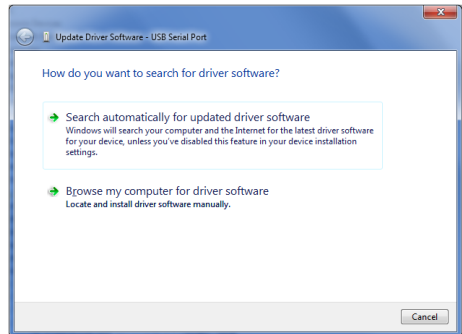 Update Driver Software - USB Serial Port
How do you want to search for driver software?
Search automatically for updated driver software
Windows will search your computer and the Internet for the latest driver software
for your device, unless you've disabled this feature in your device installation
settings.
Browse my computer for driver software
Locate and install driver software manually.
Cancel